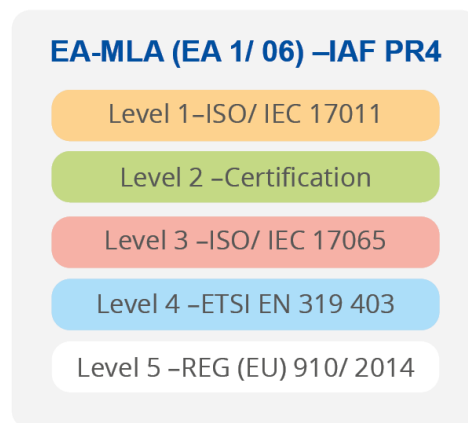 EA-MLA (EA 1/ 06) –IAF PR4
Level 1–ISO/ IEC 17011
Level 2 –Certification
Level 3 –ISO/ IEC 17065
Level 4 –ETSI EN 319 403
Level 5 –REG (EU) 910/ 2014